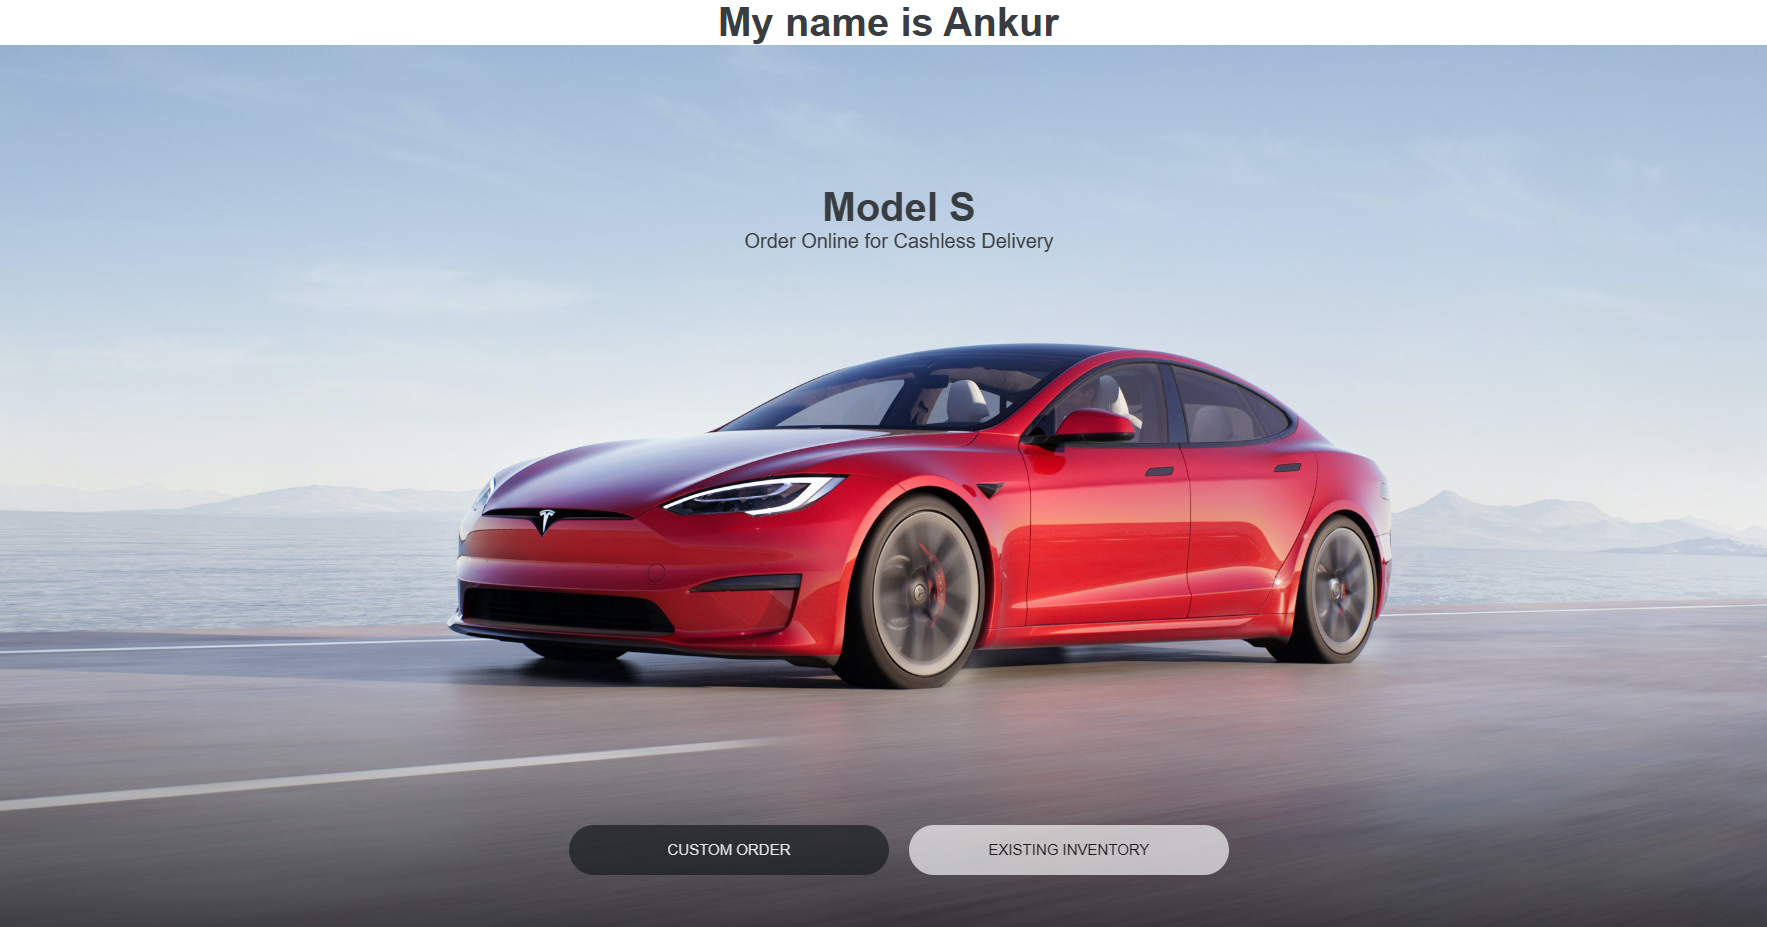 My name is Ankur
Model S
Order Online for Cashless Delivery
CUSTOM ORDER
EXISTING INVENTORY